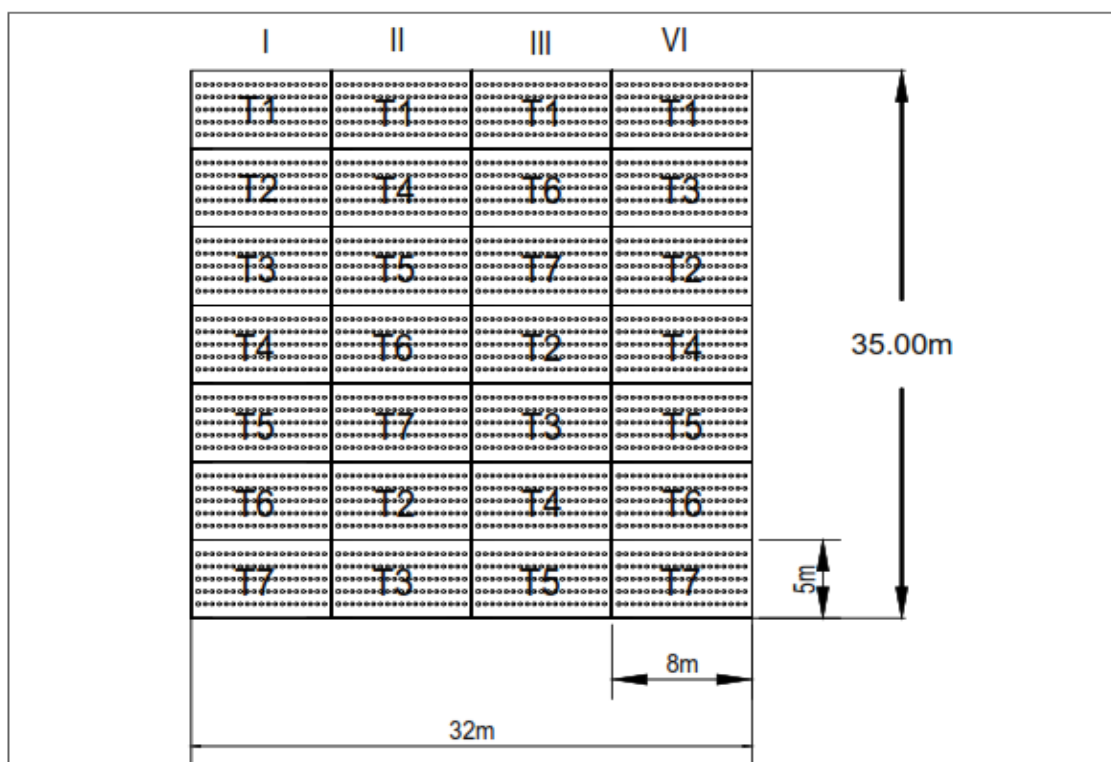 I II III VI
T1 T1 T1 T1
T2 T4 T6 T3
T3 T5 T7 T2
T4 T6 T2 T4
35.00m
T5 T7 T3 T5
T6 T2 T4 T6
T7 T3 T5 T7
5m
8m
32m